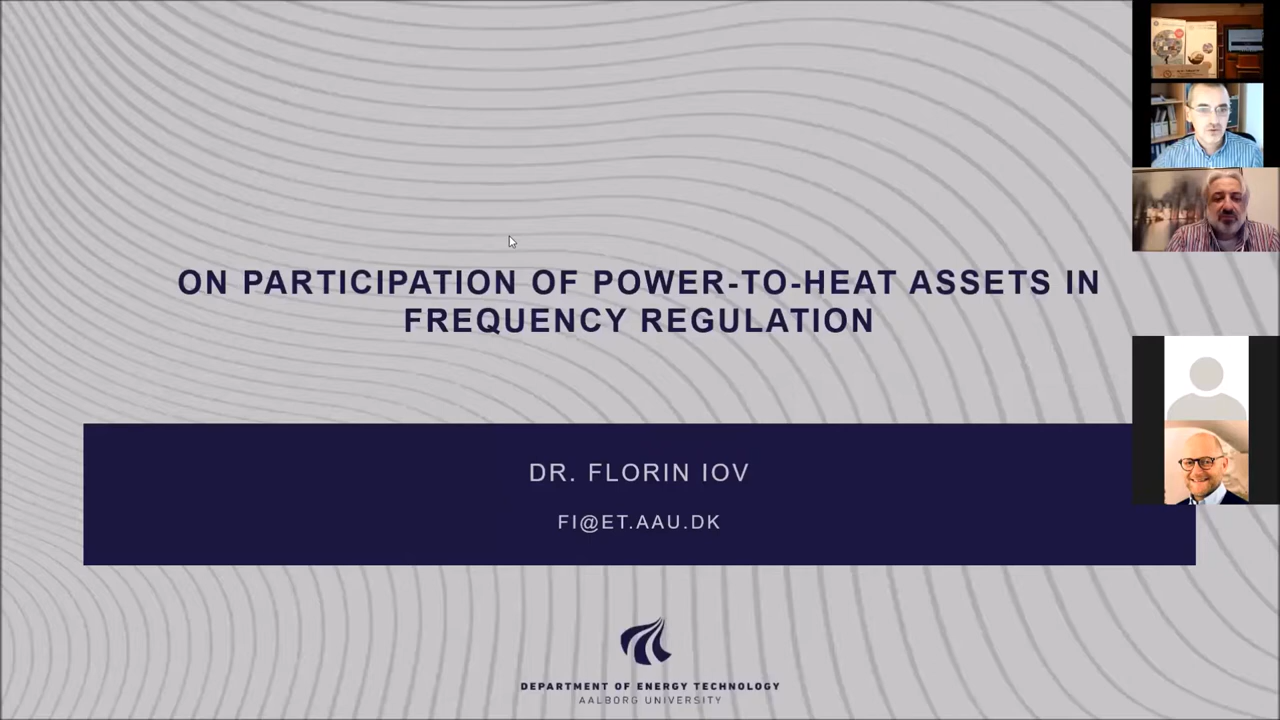 ON PARTICIPATION OF POWER-TO-HEAT ASSETS IN
FREQUENCY REGULATION
DR. FLORIN IOV
FI@ET.AAU.DK
DEPARTMENT OF ENERGY TECHNOLOGY
AALBORG UNIVERSITY